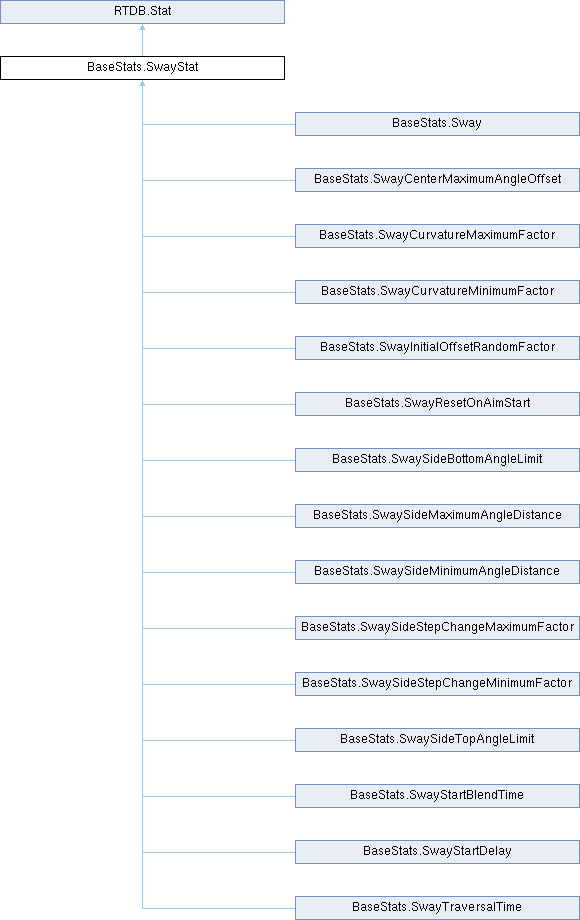 RTDB.Stat
BaseStats.SwayStat
BaseStats.Sway
BaseStats.SwayCenterMaximumAngleOffset
BaseStats.SwayCurvatureMaximumFactor
BaseStats.SwayCurvatureMinimumFactor
BaseStats.SwayInitialOffsetRandomFactor
BaseStats.SwayResetOnAimStart
BaseStats.SwaySideBottomAngleLimit
BaseStats.SwaySideMaximumAngleDistance
BaseStats.SwaySideMinimumAngleDistance
BaseStats.SwaySideStepChangeMaximumFactor
BaseStats.SwaySideStepChangeMinimumFactor
BaseStats.SwaySideTopAngleLimit
BaseStats.SwayStartBlendTime
BaseStats.SwayStartDelay
BaseStats.SwayTraversalTime